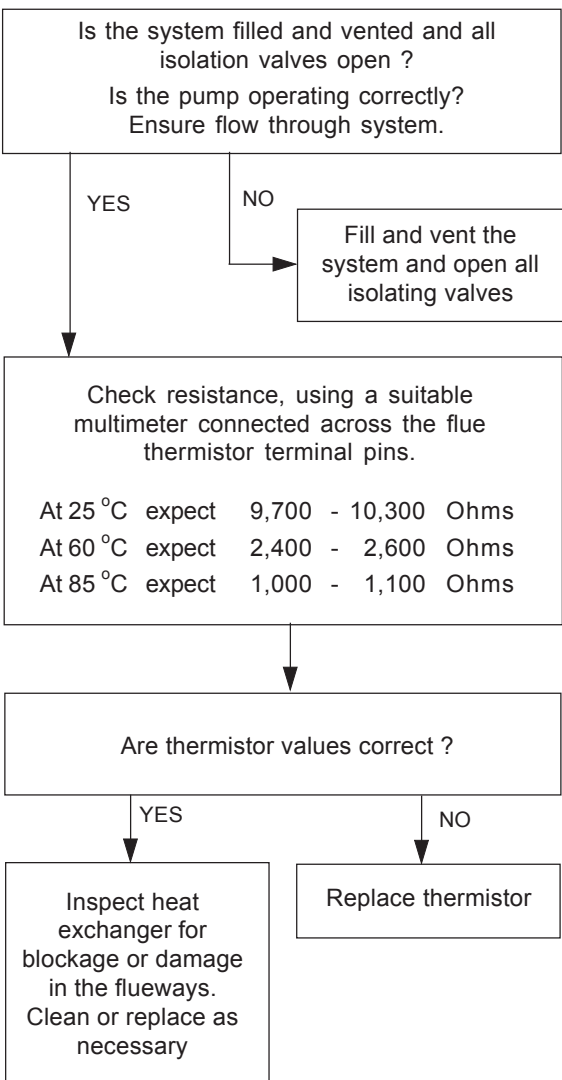 Is the system filled and vented and all
isolation valves open ?
Is the pump operating correctly?
Ensure flow through system.
YES
NO
Fill and vent the
system and open all
isolating valves
Check resistance, using a suitable
multimeter connected across the flue
thermistor terminal pins.
At 25 °C expect 9,700 - 10,300 Ohms
At 60 °C expect 2,400 - 2,600 Ohms
At 85 °C expect 1,000 - 1,100 Ohms
Are thermistor values correct ?
YES
NO
Inspect heat
exchanger for
blockage or damage
in the flueways.
Clean or replace as
necessary
Replace thermistor